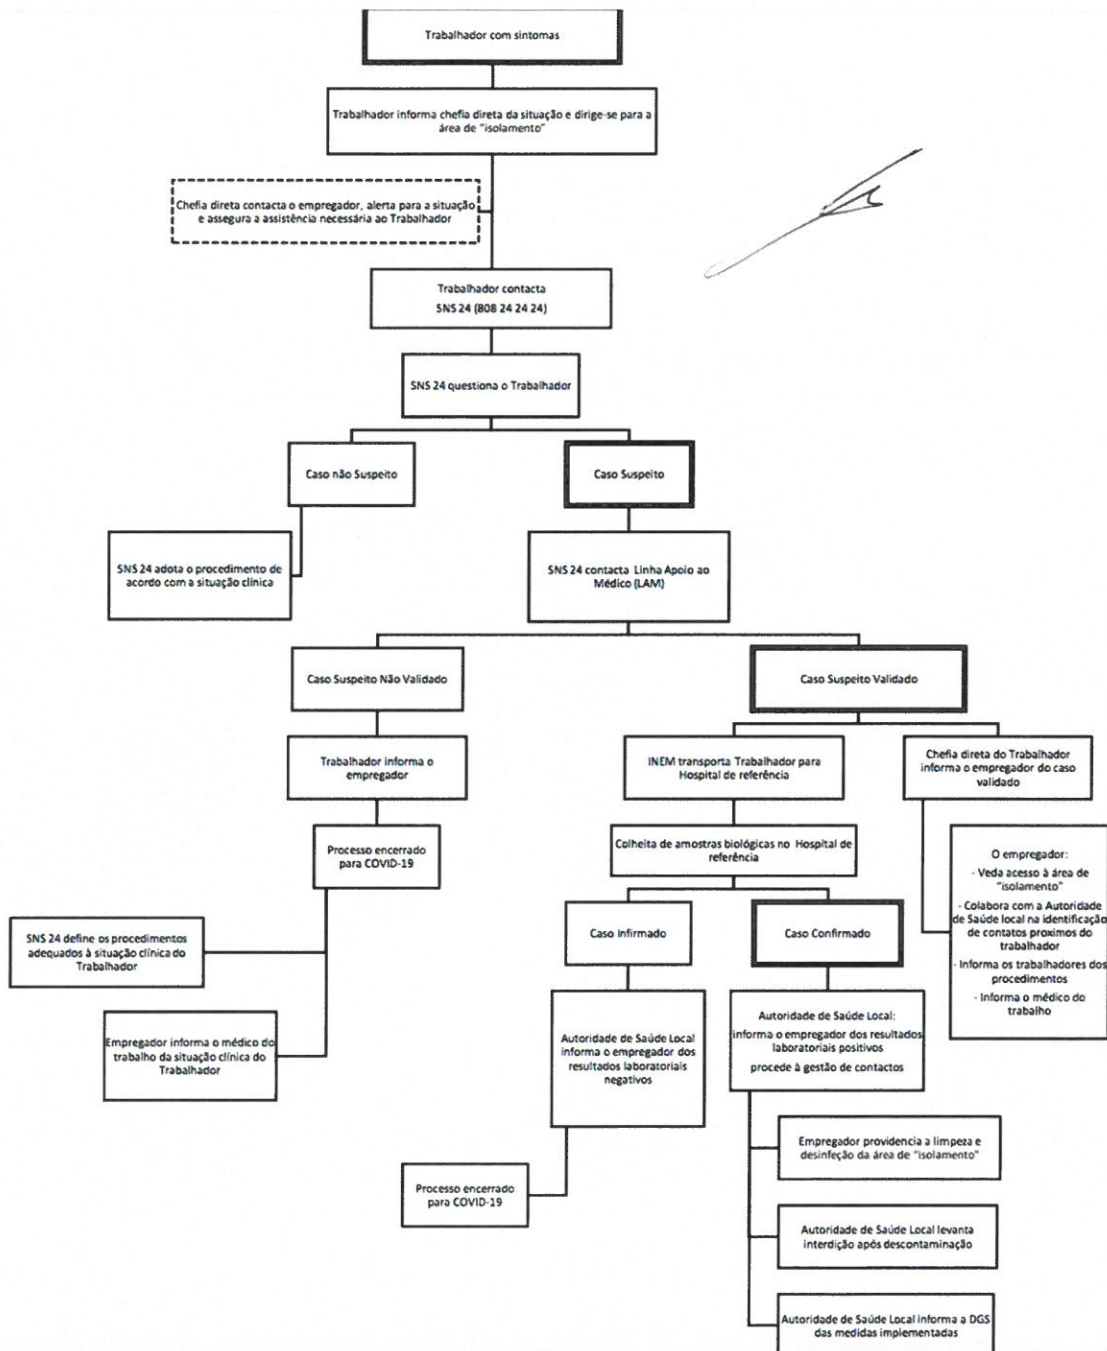 Trabalhador com sintomas
Trabalhador informa chefia direta da situação e dirige-se para a
área de “isolamento”
Chefia direta contacta o empregador, alerta para a situação
e assegura a assistência necessária ao Trabalhador
Trabalhador contacta
SNS 24 (808 24 24 24)
SNS 24 questiona o Trabalhador
Caso não Suspeito
Caso Suspeito
SNS 24 adota o procedimento de
acordo com a situação clínica
SNS 24 contacta Linha Apoio ao
Médico (LAM)
Caso Suspeito Não Validado
Caso Suspeito Validado
Trabalhador informa o
empregador
INEM transporta Trabalhador para
Hospital de referência
Chefia direta do Trabalhador
informa o empregador do caso
validado
Processo encerrado
para COVID-19
Colheita de amostras biológicas no Hospital de
referência
O empregador:
- Veda acesso à área de
“isolamento”
- Colabora com a Autoridade
de Saúde local na identificação
de contatos proximos do
trabalhador
- Informa os trabalhadores dos
procedimentos
- Informa o médico do
trabalho
SNS 24 define os procedimentos
adequados à situação clínica do
Trabalhador
Caso Infirmado
Caso Confirmado
Empregador informa o médico do
trabalho da situação clínica do
Trabalhador
Autoridade de Saúde Local
informa o empregador dos
resultados laboratoriais
negativos
Autoridade de Saúde Local:
informa o empregador dos resultados
laboratoriais positivos
procede à gestão de contactos
Processo encerrado
para COVID-19
Empregador providencia a limpeza e
desinfeção da área de “isolamento”
Autoridade de Saúde Local levanta
interdição após descontaminação
Autoridade de Saúde Local informa a DGS
das medidas implementadas